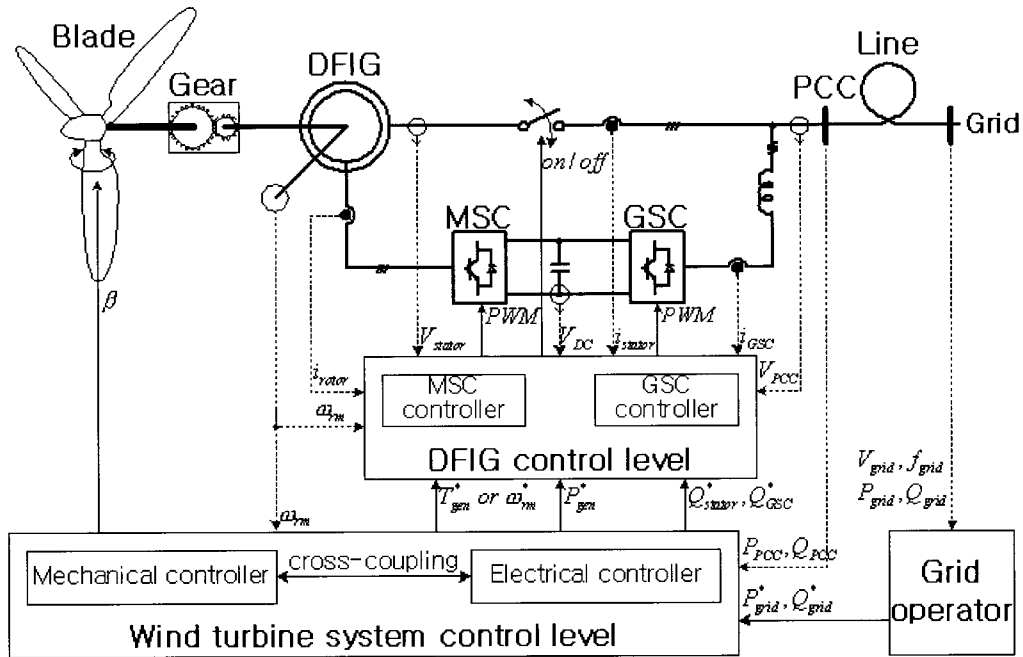 Blade
Gear
DFIG
Line
PCC
Grid
on / off
MSC
GSC
β
PWM
PWM
V_stator
V_DC
i_stator
i_GSC
V_PCC
i_rotor
ω_rm
MSC controller
GSC controller
DFIG control level
T*_gen or ω*_rm
P*_gen
Q*_stator, Q*_GSC
V_grid, f_grid
P_grid, Q_grid
ω_rm
P_PCC, Q_PCC
P*_grid, Q*_grid
Mechanical controller
cross-coupling
Electrical controller
Wind turbine system control level
Grid operator